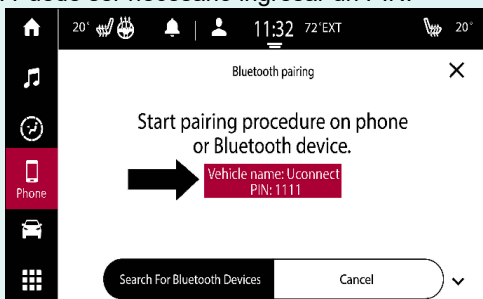 Puede ser necesario ingresar un PIN.
20° 11:32 72°EXT 20°
Bluetooth pairing
Start pairing procedure on phone
or Bluetooth device.
Vehicle name: Uconnect
PIN: 1111
Phone
Search For Bluetooth Devices Cancel